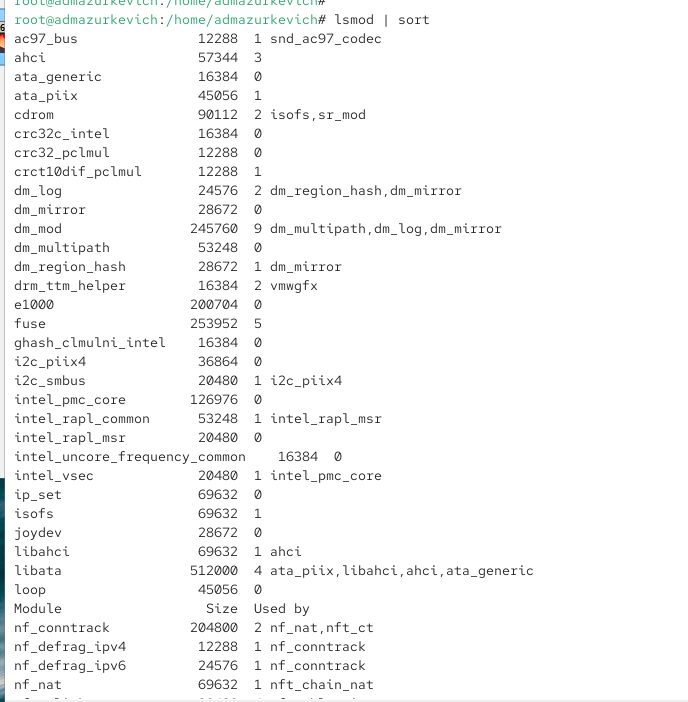 root@admazurkevich:/home/admazurkevich#
root@admazurkevich:/home/admazurkevich# lsmod | sort
ac97_bus               12288  1 snd_ac97_codec
ahci                   57344  3
ata_generic            16384  0
ata_piix               45056  1
cdrom                  90112  2 isofs,sr_mod
crc32c_intel           16384  0
crc32_pclmul           12288  0
crct10dif_pclmul       12288  1
dm_log                 24576  2 dm_region_hash,dm_mirror
dm_mirror              28672  0
dm_mod                245760  9 dm_multipath,dm_log,dm_mirror
dm_multipath           53248  0
dm_region_hash         28672  1 dm_mirror
drm_ttm_helper         16384  2 vmwgfx
e1000                 200704  0
fuse                  253952  5
ghash_clmulni_intel    16384  0
i2c_piix4              36864  0
i2c_smbus              20480  1 i2c_piix4
intel_pmc_core        126976  0
intel_rapl_common      53248  1 intel_rapl_msr
intel_rapl_msr         20480  0
intel_uncore_frequency_common    16384  0
intel_vsec             20480  1 intel_pmc_core
ip_set                 69632  0
isofs                  69632  1
joydev                 28672  0
libahci                69632  1 ahci
libata                512000  4 ata_piix,libahci,ahci,ata_generic
loop                   45056  0
Module                  Size  Used by
nf_conntrack          204800  2 nf_nat,nft_ct
nf_defrag_ipv4         12288  1 nf_conntrack
nf_defrag_ipv6         24576  1 nf_conntrack
nf_nat                 69632  1 nft_chain_nat